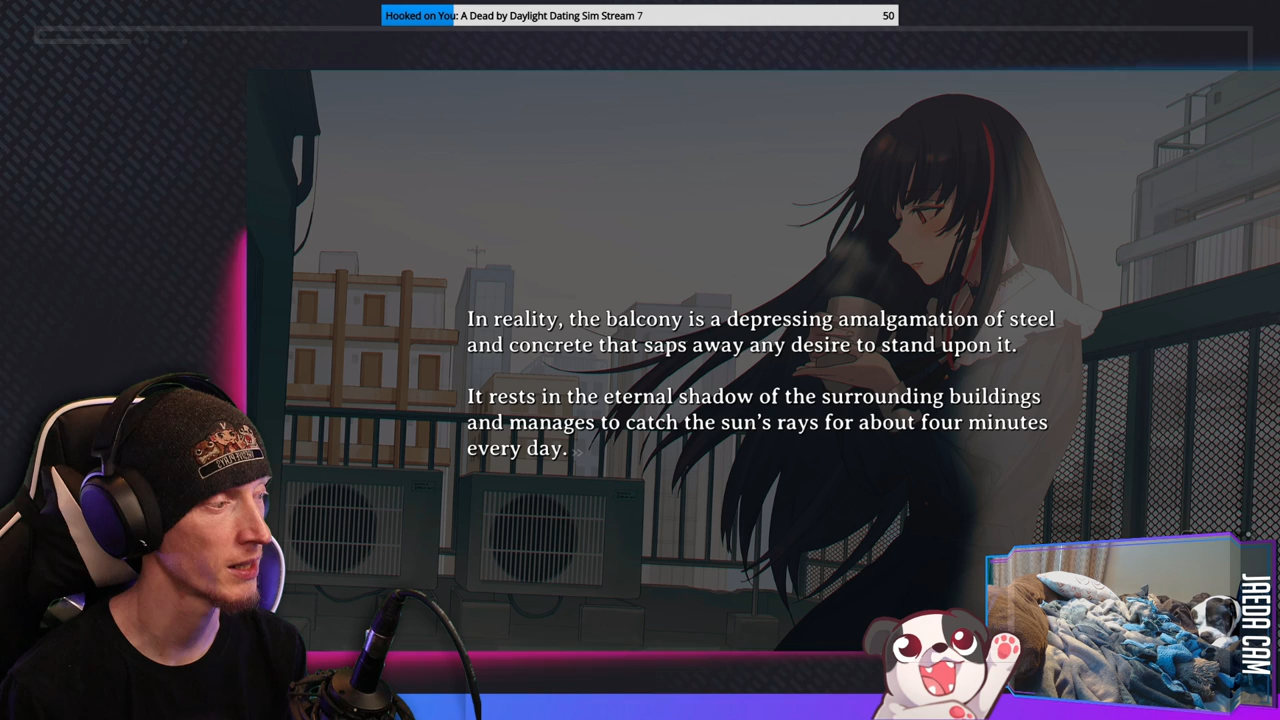 Hooked on You: A Dead by Daylight Dating Sim Stream 7
50
In reality, the balcony is a depressing amalgamation of steel
and concrete that saps away any desire to stand upon it.
It rests in the eternal shadow of the surrounding buildings
and manages to catch the sun's rays for about four minutes
every day. »
JAEDA CAM